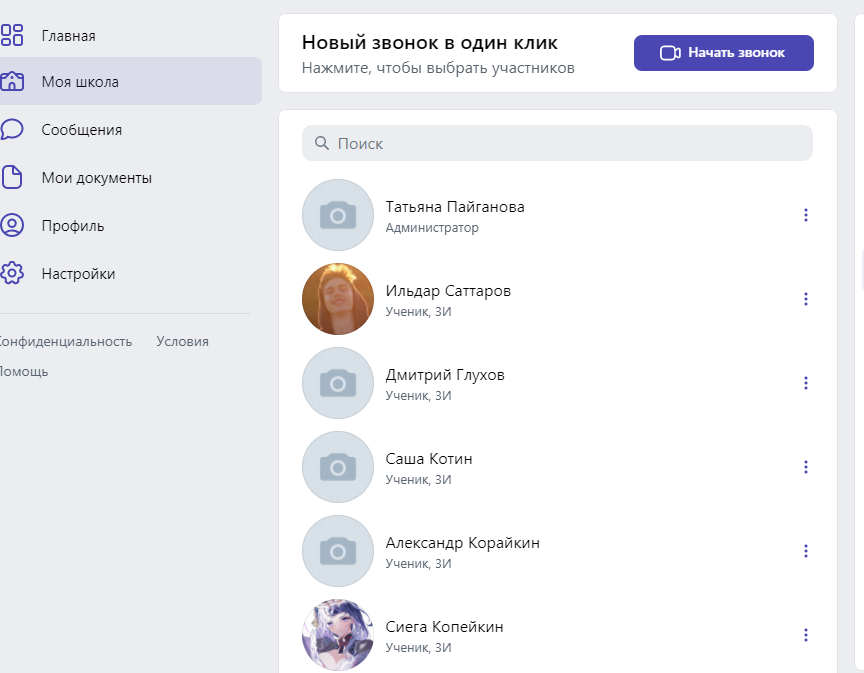 Главная
Моя школа
Сообщения
Мои документы
Профиль
Настройки
Конфиденциальность Условия
Помощь
Новый звонок в один клик
Нажмите, чтобы выбрать участников
Начать звонок
Поиск
Татьяна Пайганова
Администратор
Ильдар Саттаров
Ученик, 3И
Дмитрий Глухов
Ученик, 3И
Саша Котин
Ученик, 3И
Александр Корайкин
Ученик, 3И
Сиега Копейкин
Ученик, 3И